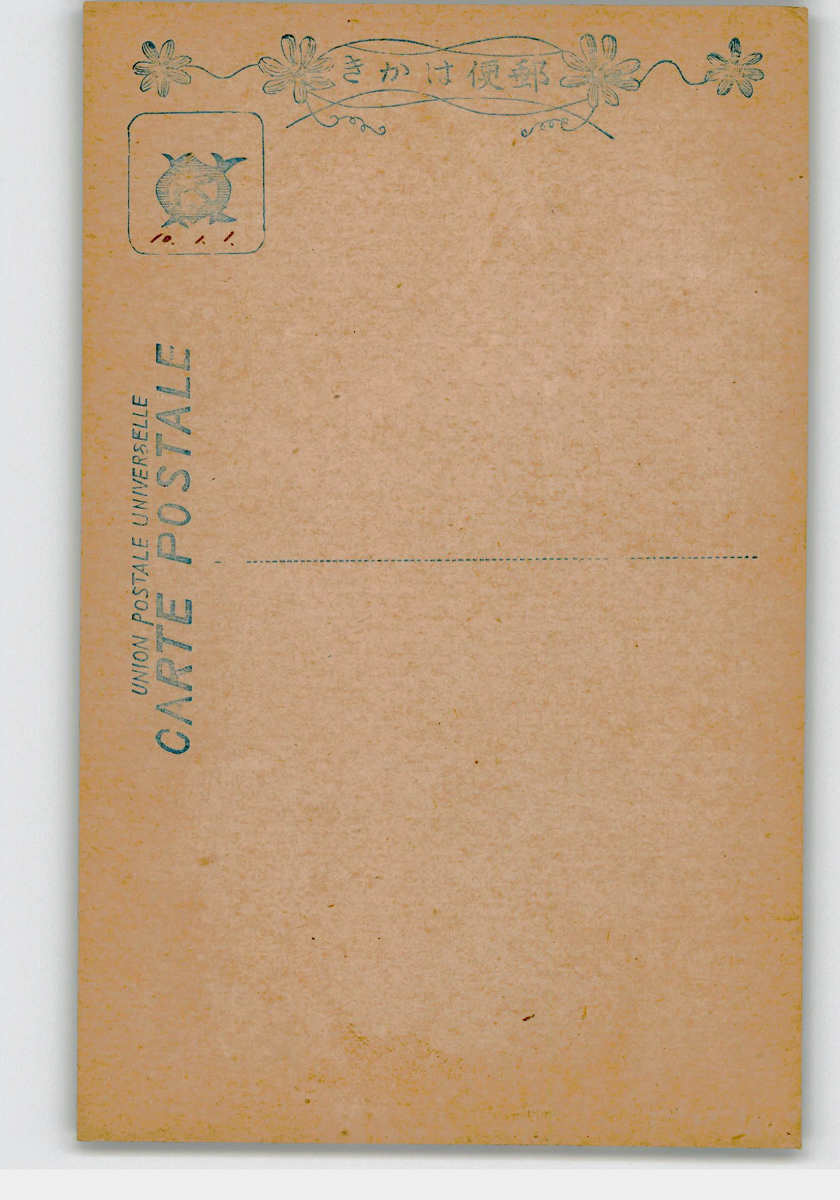 きかは便郵
10. 1. 1.
UNION POSTALE UNIVERSELLE
CARTE POSTALE